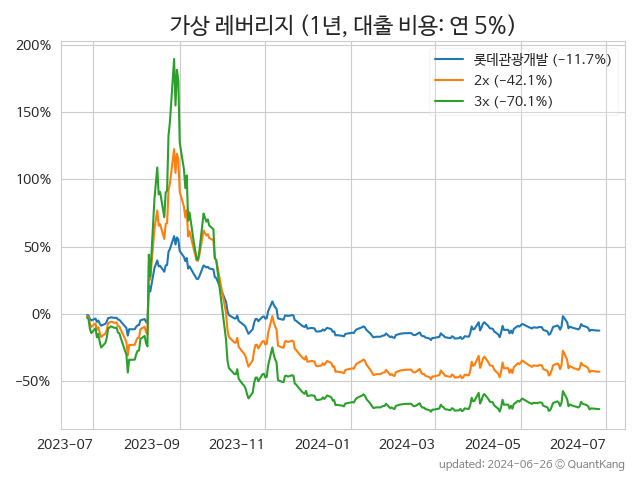 가상 레버리지 (1년, 대출 비용: 연 5%)
롯데관광개발 (−11.7%)
2x (−42.1%)
3x (−70.1%)
200%
150%
100%
50%
0%
−50%
2023-07 2023-09 2023-11 2024-01 2024-03 2024-05 2024-07
updated: 2024-06-26 © QuantKang